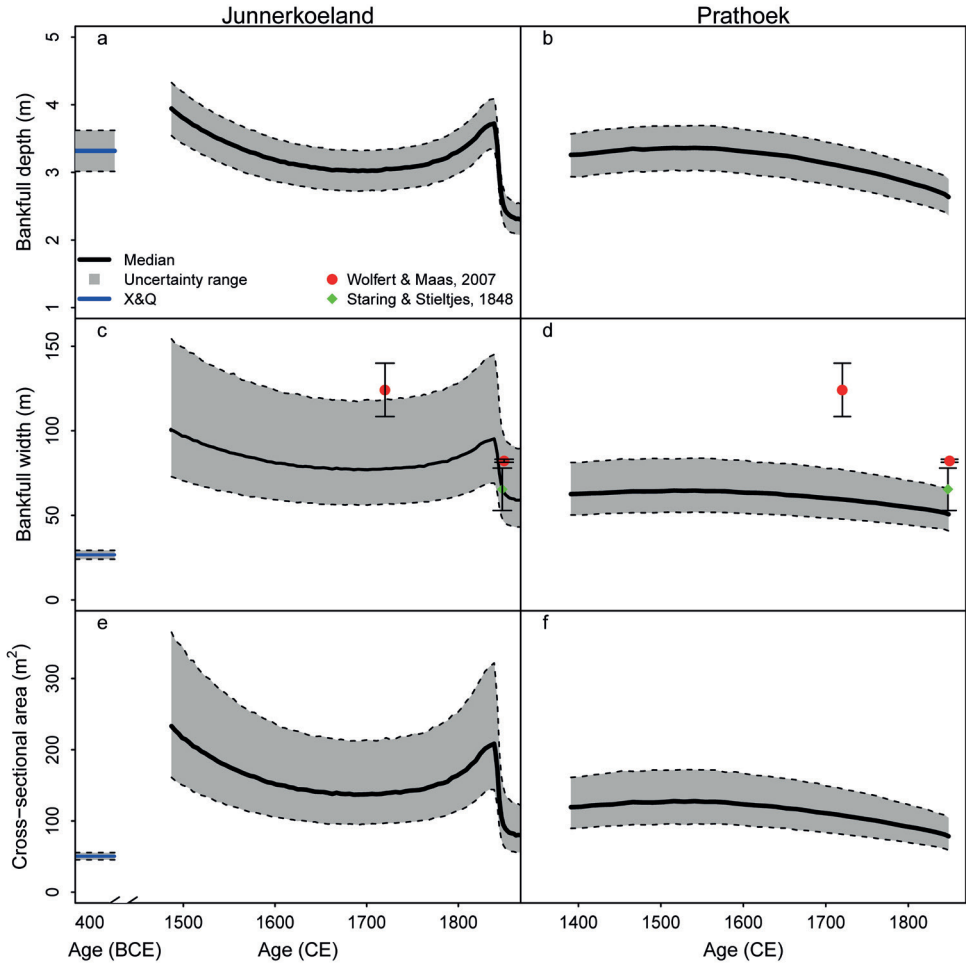 Junnerkoeland
Prathoek
a
b
Bankfull depth (m)
5
4
3
2
1
Median
Uncertainty range
X&Q
Wolfert & Maas, 2007
Staring & Stieltjes, 1848
c
d
Bankfull width (m)
150
100
50
0
e
f
Cross−sectional area (m²)
300
200
100
50
0
400
1500
1600
1700
1800
1400
1500
1600
1700
1800
Age (BCE)
Age (CE)
Age (CE)